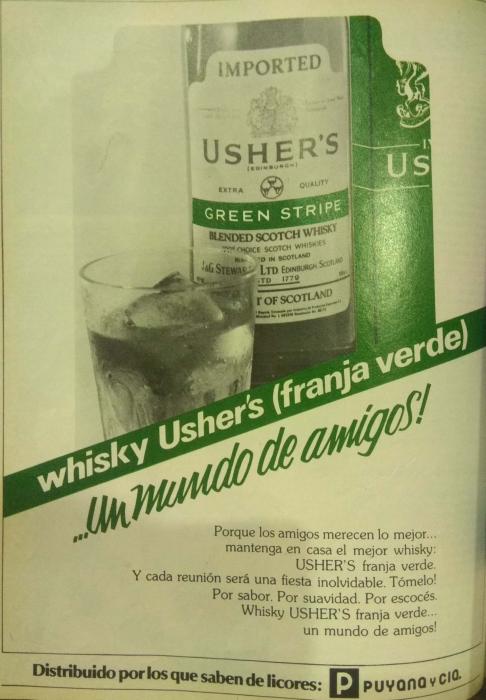 IMPORTED
USHER'S
(EDINBURGH)
EXTRA QUALITY
GREEN STRIPE
BLENDED SCOTCH WHISKY
CHOICE SCOTCH WHISKIES
IN SCOTLAND
J&G STEWAR LTD EDINBURGH SCOTLAND
TD 1779
T OF SCOTLAND
US
whisky Usher's (franja verde)
...un mundo de amigos!
Porque los amigos merecen lo mejor...
mantenga en casa el mejor whisky:
USHER'S franja verde.
Y cada reunión será una fiesta inolvidable. Tómelo!
Por sabor. Por suavidad. Por escocés.
Whisky USHER'S franja verde...
un mundo de amigos!
Distribuido por los que saben de licores: P PUYANA Y CIA.